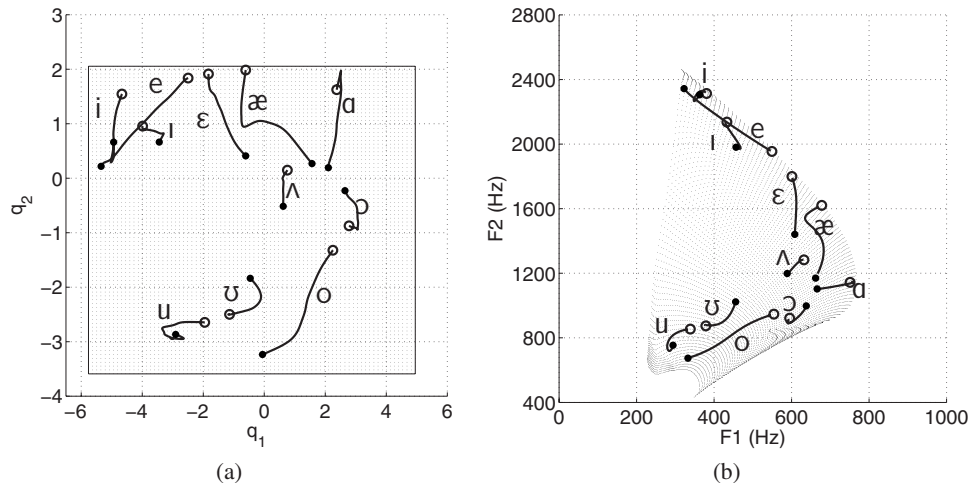 3
2
1
0
−1
−2
−3
−4
q2
−6 −4 −2 0 2 4 6
q1
i
e
ɪ
ɛ
æ
ɑ
ʌ
ɔ
o
ʊ
u
(a)
2800
2400
2000
1600
1200
800
400
F2 (Hz)
0 200 400 600 800 1000
F1 (Hz)
i
e
ɪ
ɛ
æ
ʌ
ɑ
ɔ
ʊ
u
o
(b)